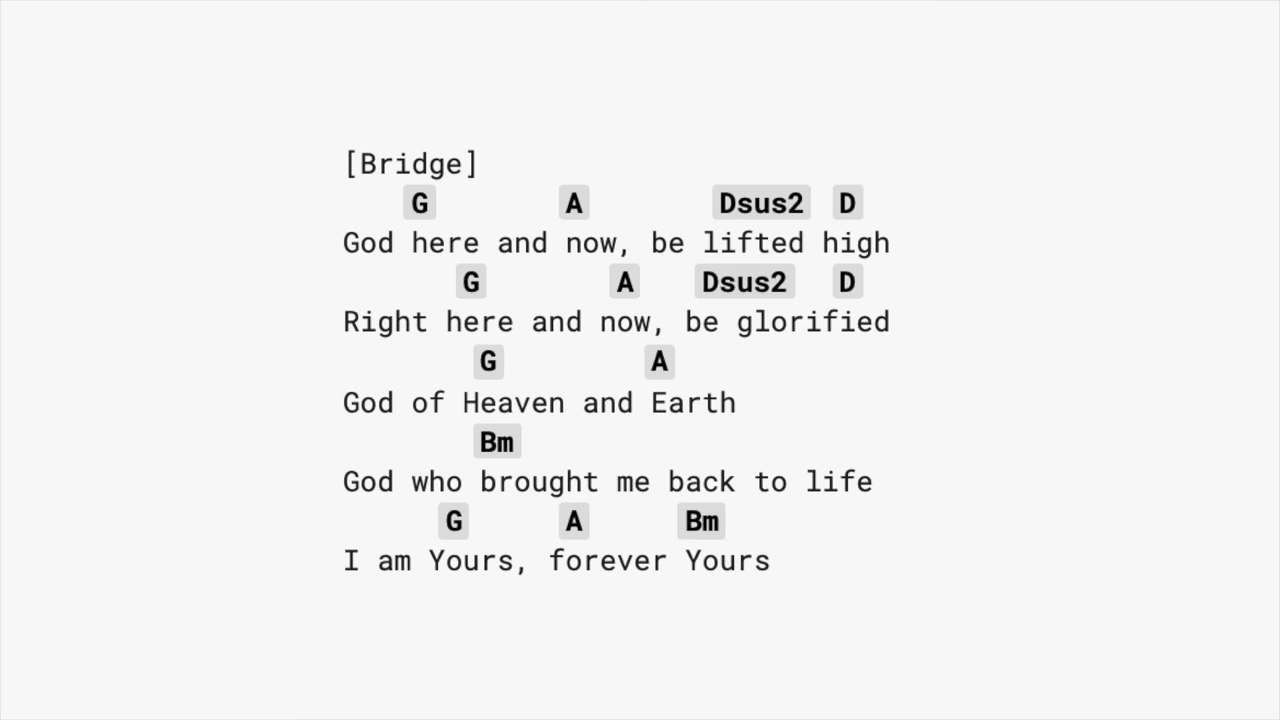 [Bridge]
G A Dsus2 D
God here and now, be lifted high
G A Dsus2 D
Right here and now, be glorified
G A
God of Heaven and Earth
Bm
God who brought me back to life
G A Bm
I am Yours, forever Yours